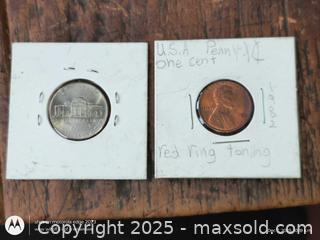 U.S.A Penny 1¢
one cent
1982
red ring toning
Copyright 2025 - maxsold.com